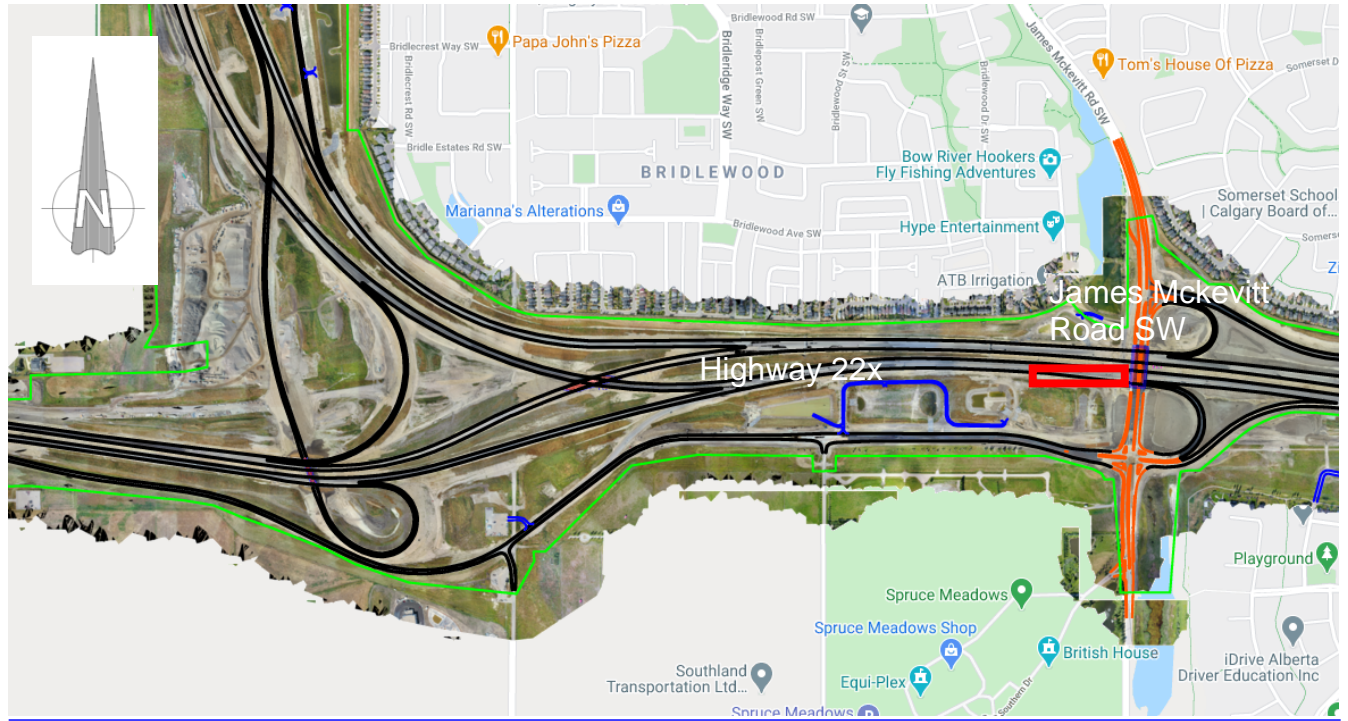 Bridlewood Rd SW
Bridlecrest Way SW
Papa John's Pizza
Bridlecrest Rd SW
Bridleridge Way SW
Bridlepost Green SW
Bridlewood St SW
Bridlewood Dr SW
James Mckevitt Rd SW
Tom's House Of Pizza
Somerset D
Bridle Estates Rd SW
BRIDLEWOOD
Bow River Hookers
Fly Fishing Adventures
Somerset School
| Calgary Board of...
N
Marianna's Alterations
Bridlewood Ave SW
Hype Entertainment
Somers
ATB Irrigation
Zi
James Mckevitt
Road SW
Highway 22x
Playground
Spruce Meadows
Spruce Meadows Shop
British House
Southland
Transportation Ltd...
Equi-Plex
Southern Dr
iDrive Alberta
Driver Education Inc
Spruce Meadows